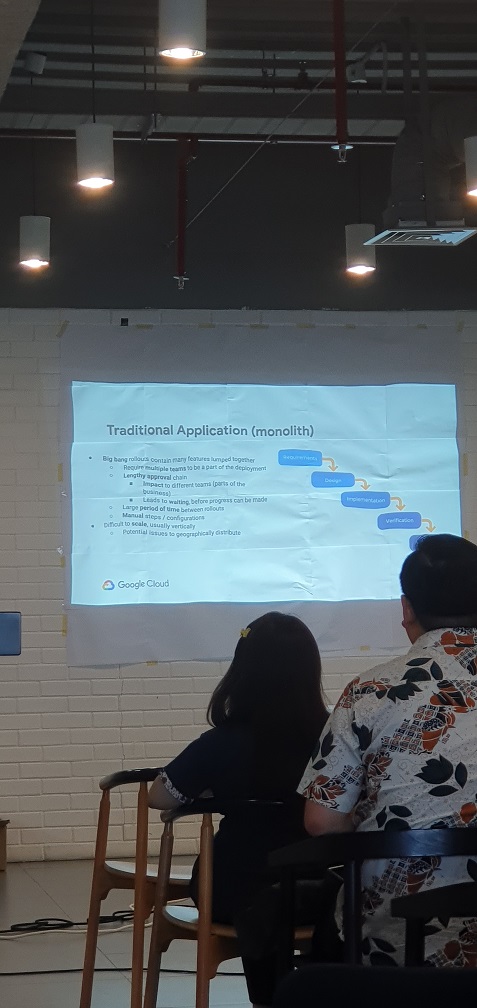 Traditional Application (monolith)
Big bang rollouts contain many features lumped together
Require multiple teams to be a part of the deployment
Lengthy approval chain
Impact to different teams (parts of the
business)
Leads to waiting, before progress can be made
Large period of time between rollouts
Manual steps / configurations
Difficult to scale, usually vertically
Potential issues to geographically distribute
Requirements
Design
Implementation
Verification
Google Cloud